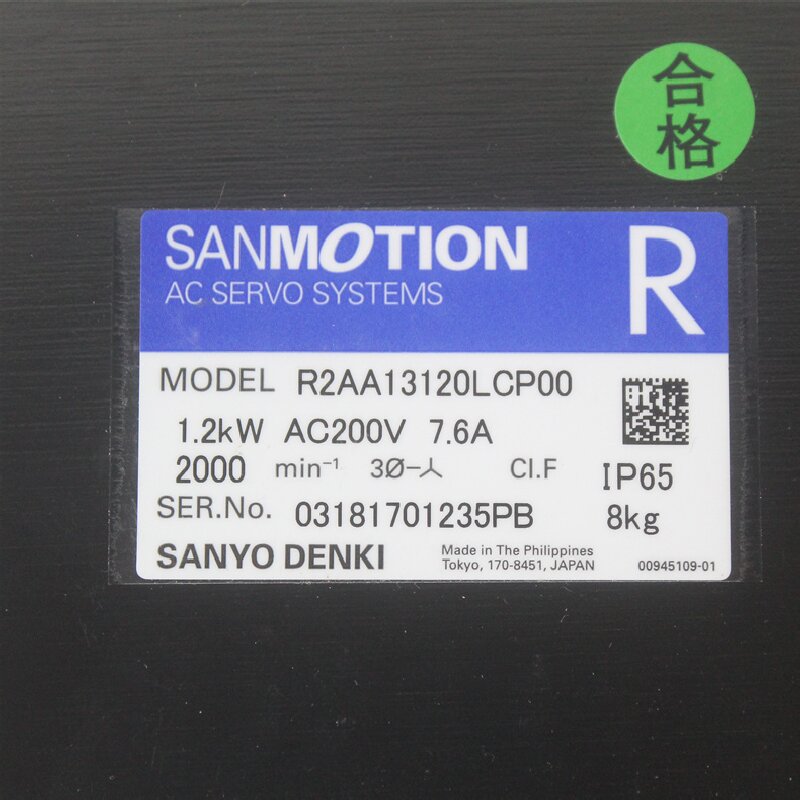 合
格
SANMOTION
AC SERVO SYSTEMS
R
MODEL R2AA13120LCP00
1.2kW AC200V 7.6A
2000 min⁻¹ 3Ø-人 CI.F IP65
SER.No. 03181701235PB 8kg
SANYO DENKI
Made in The Philippines
Tokyo, 170-8451, JAPAN
00945109-01